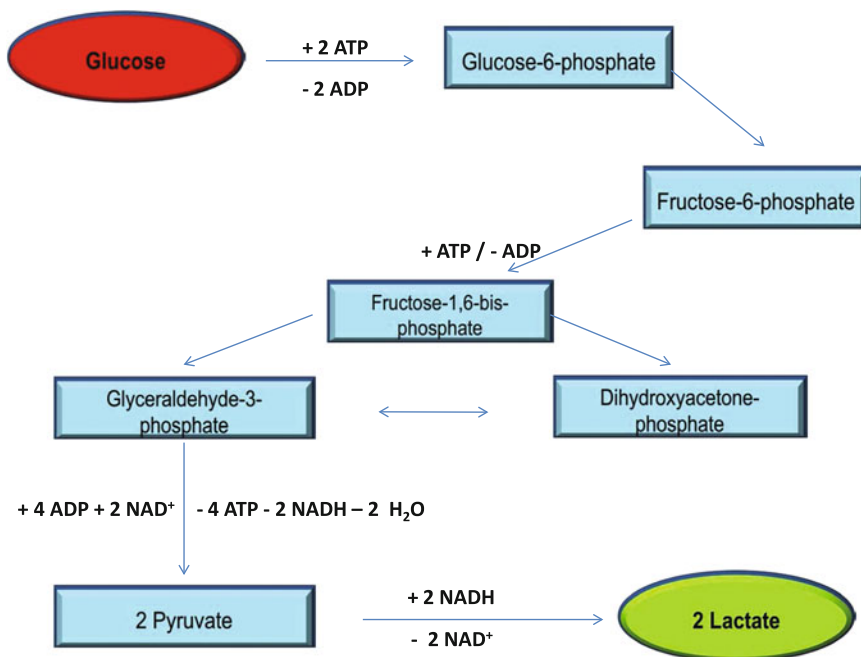 Glucose
+ 2 ATP
- 2 ADP
Glucose-6-phosphate
Fructose-6-phosphate
+ ATP / - ADP
Fructose-1,6-bis-
phosphate
Glyceraldehyde-3-
phosphate
Dihydroxyacetone-
phosphate
+ 4 ADP + 2 NAD⁺
- 4 ATP - 2 NADH – 2 H₂O
2 Pyruvate
+ 2 NADH
- 2 NAD⁺
2 Lactate